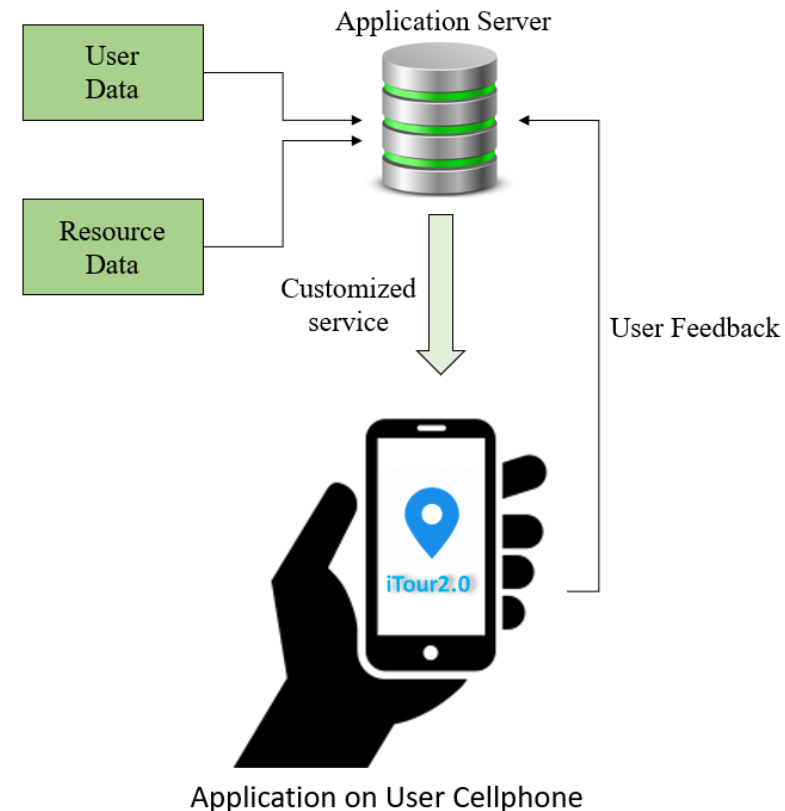 Application Server
User
Data
Resource
Data
Customized
service
User Feedback
iTour2.0
Application on User Cellphone